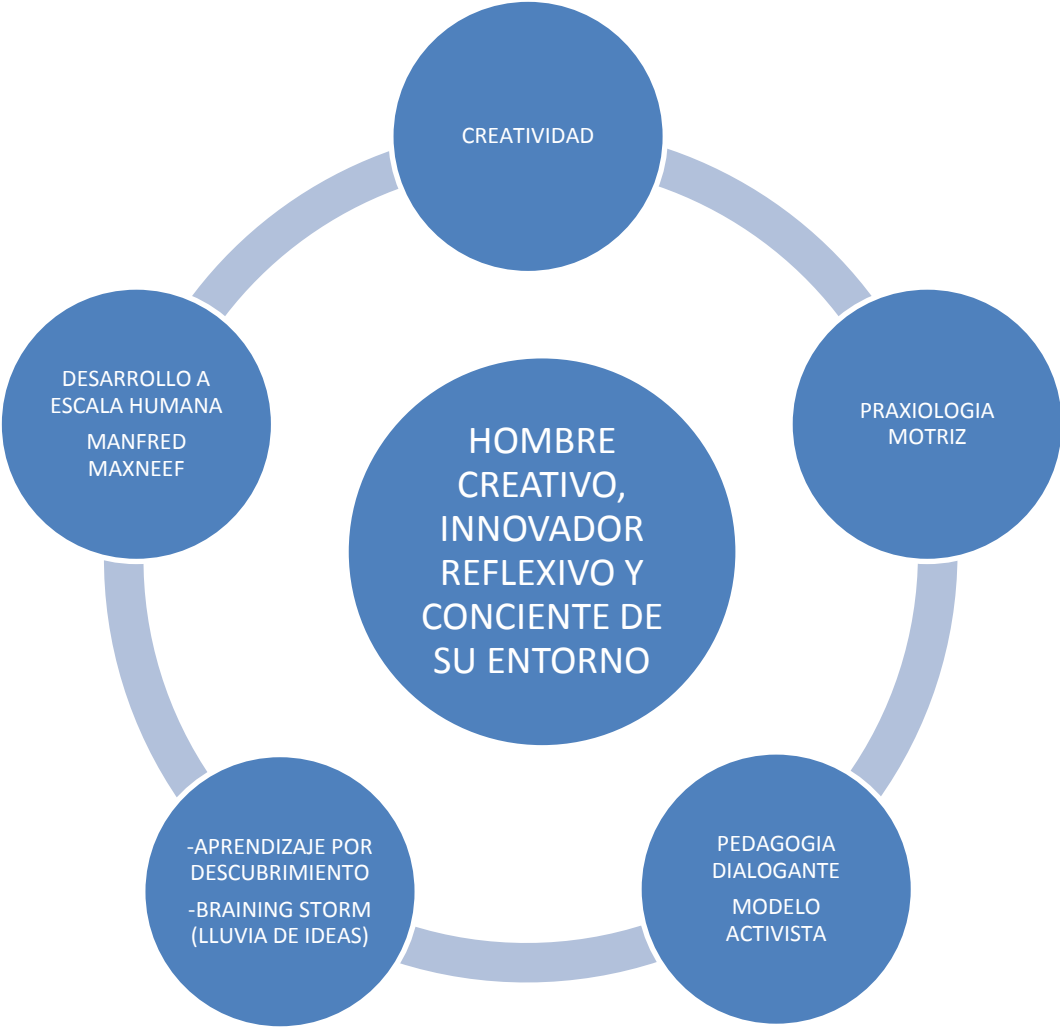 CREATIVIDAD
PRAXIOLOGIA
MOTRIZ
PEDAGOGIA
DIALOGANTE
MODELO
ACTIVISTA
-APRENDIZAJE POR
DESCUBRIMIENTO
-BRAINING STORM
(LLUVIA DE IDEAS)
DESARROLLO A
ESCALA HUMANA
MANFRED
MAXNEEF
HOMBRE
CREATIVO,
INNOVADOR
REFLEXIVO Y
CONCIENTE DE
SU ENTORNO